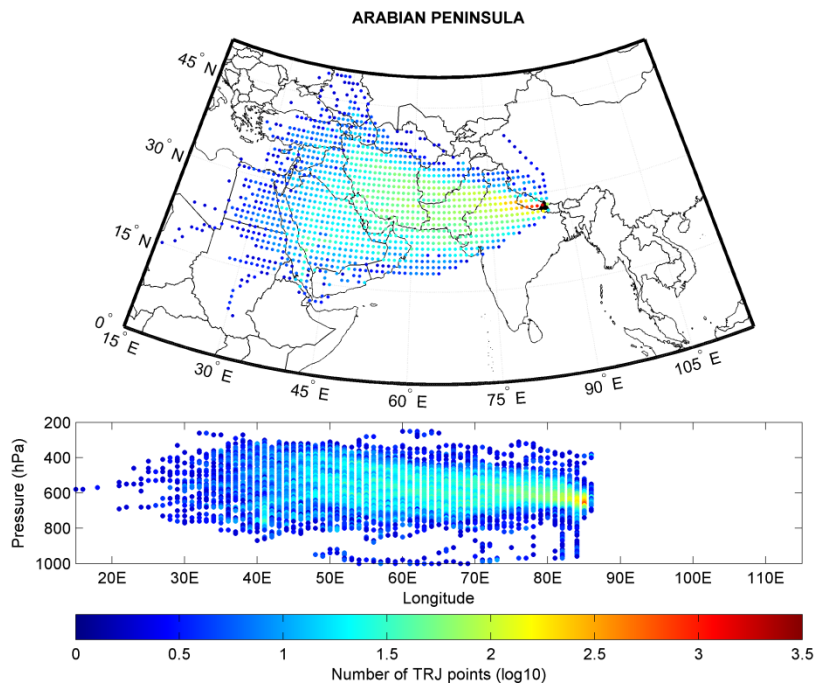 ARABIAN PENINSULA
45° N
30° N
15° N
0°
15° E
30° E
45° E
60° E
75° E
90° E
105° E
200
400
600
800
1000
Pressure (hPa)
20E 30E 40E 50E 60E 70E 80E 90E 100E 110E
Longitude
0 0.5 1 1.5 2 2.5 3 3.5
Number of TRJ points (log10)